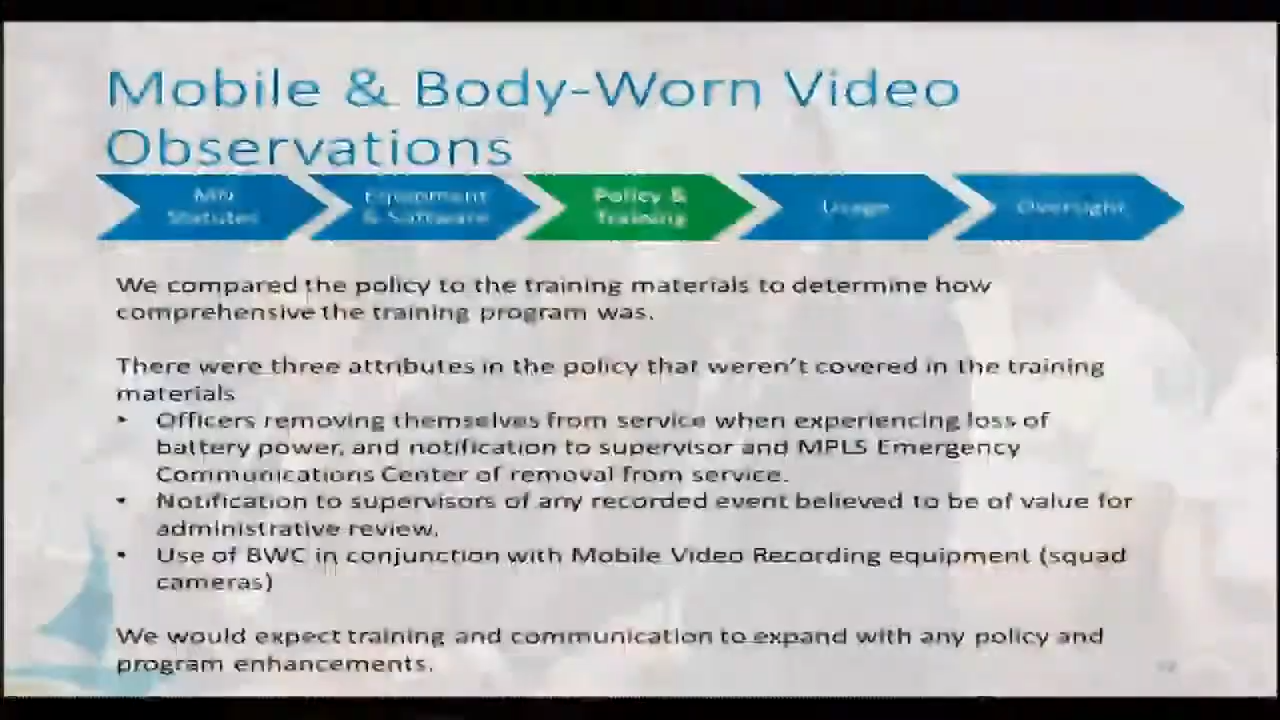 Mobile & Body-Worn Video
Observations
MN
Statutes
Equipment
& Software
Policy &
Training
Usage
Oversight
We compared the policy to the training materials to determine how
comprehensive the training program was.
There were three attributes in the policy that weren't covered in the training
materials
• Officers removing themselves from service when experiencing loss of
battery power, and notification to supervisor and MPLS Emergency
Communications Center of removal from service.
• Notification to supervisors of any recorded event believed to be of value for
administrative review.
• Use of BWC in conjunction with Mobile Video Recording equipment (squad
cameras)
We would expect training and communication to expand with any policy and
program enhancements.